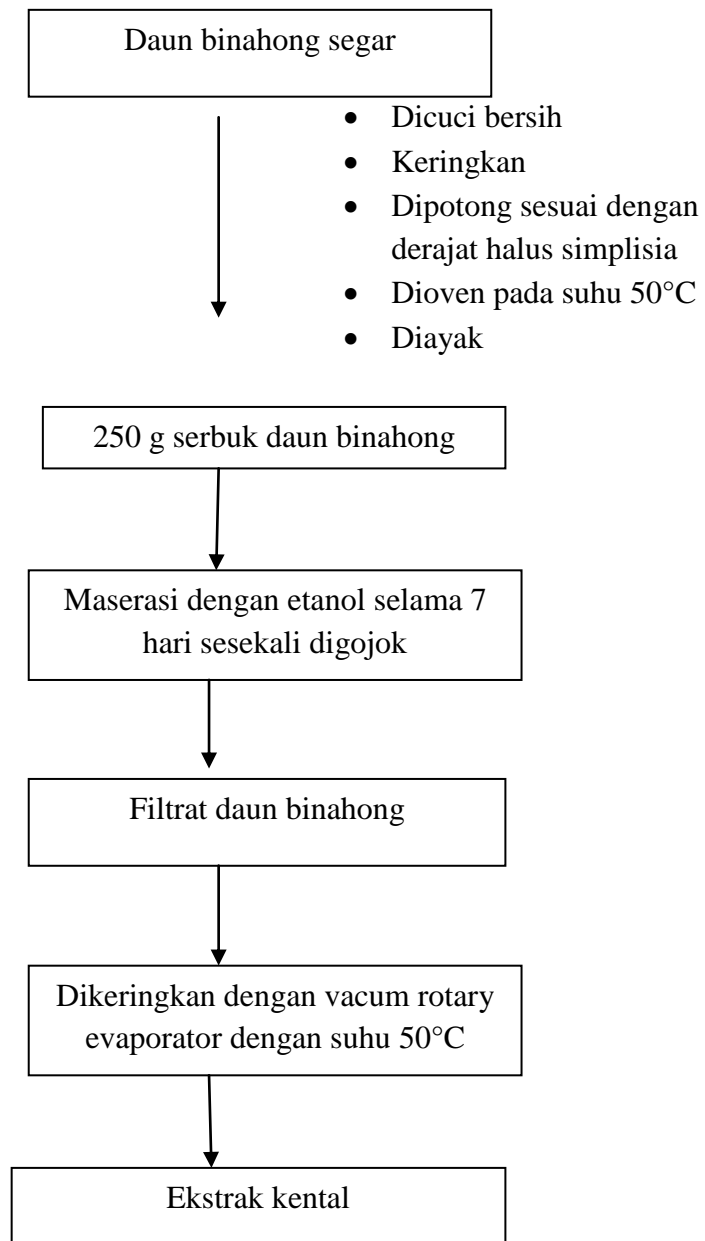 Daun binahong segar
• Dicuci bersih
• Keringkan
• Dipotong sesuai dengan
derajat halus simplisia
• Dioven pada suhu 50°C
• Diayak
250 g serbuk daun binahong
Maserasi dengan etanol selama 7
hari sesekali digojok
Filtrat daun binahong
Dikeringkan dengan vacum rotary
evaporator dengan suhu 50°C
Ekstrak kental